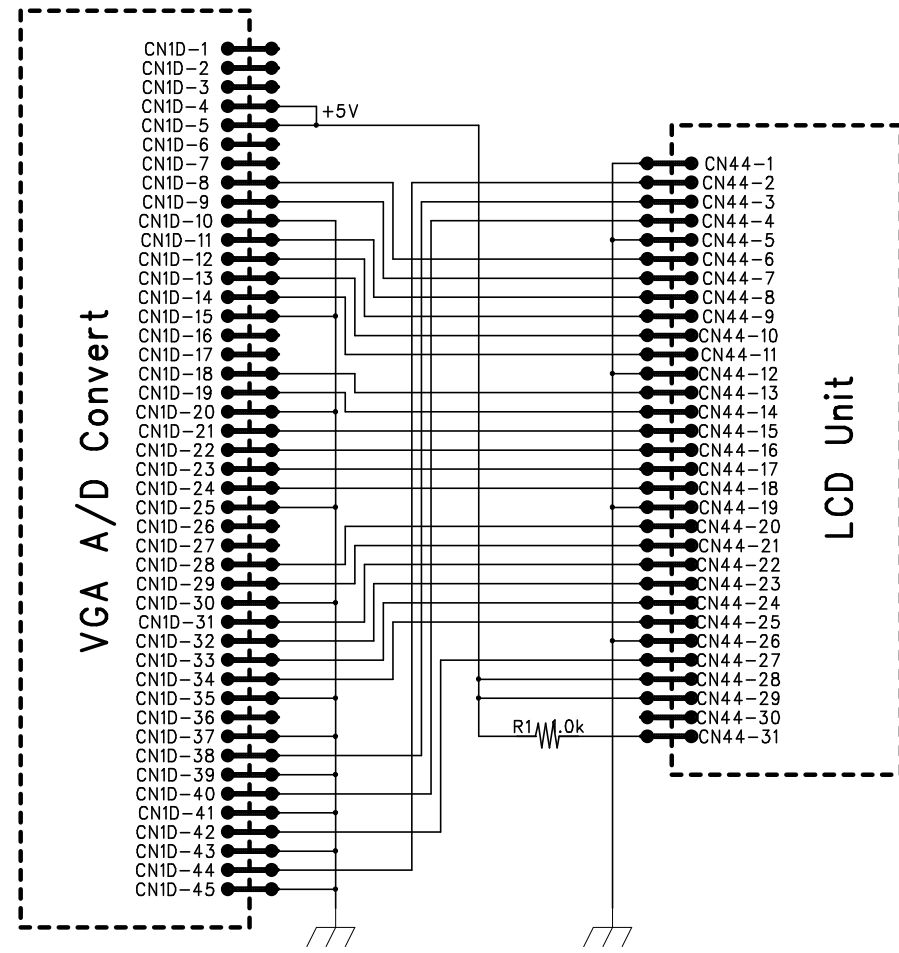 VGA A/D Convert
CN1D-1
CN1D-2
CN1D-3
CN1D-4
CN1D-5
CN1D-6
CN1D-7
CN1D-8
CN1D-9
CN1D-10
CN1D-11
CN1D-12
CN1D-13
CN1D-14
CN1D-15
CN1D-16
CN1D-17
CN1D-18
CN1D-19
CN1D-20
CN1D-21
CN1D-22
CN1D-23
CN1D-24
CN1D-25
CN1D-26
CN1D-27
CN1D-28
CN1D-29
CN1D-30
CN1D-31
CN1D-32
CN1D-33
CN1D-34
CN1D-35
CN1D-36
CN1D-37
CN1D-38
CN1D-39
CN1D-40
CN1D-41
CN1D-42
CN1D-43
CN1D-44
CN1D-45
+5V
R1 1.0k
CN44-1
CN44-2
CN44-3
CN44-4
CN44-5
CN44-6
CN44-7
CN44-8
CN44-9
CN44-10
CN44-11
CN44-12
CN44-13
CN44-14
CN44-15
CN44-16
CN44-17
CN44-18
CN44-19
CN44-20
CN44-21
CN44-22
CN44-23
CN44-24
CN44-25
CN44-26
CN44-27
CN44-28
CN44-29
CN44-30
CN44-31
LCD Unit